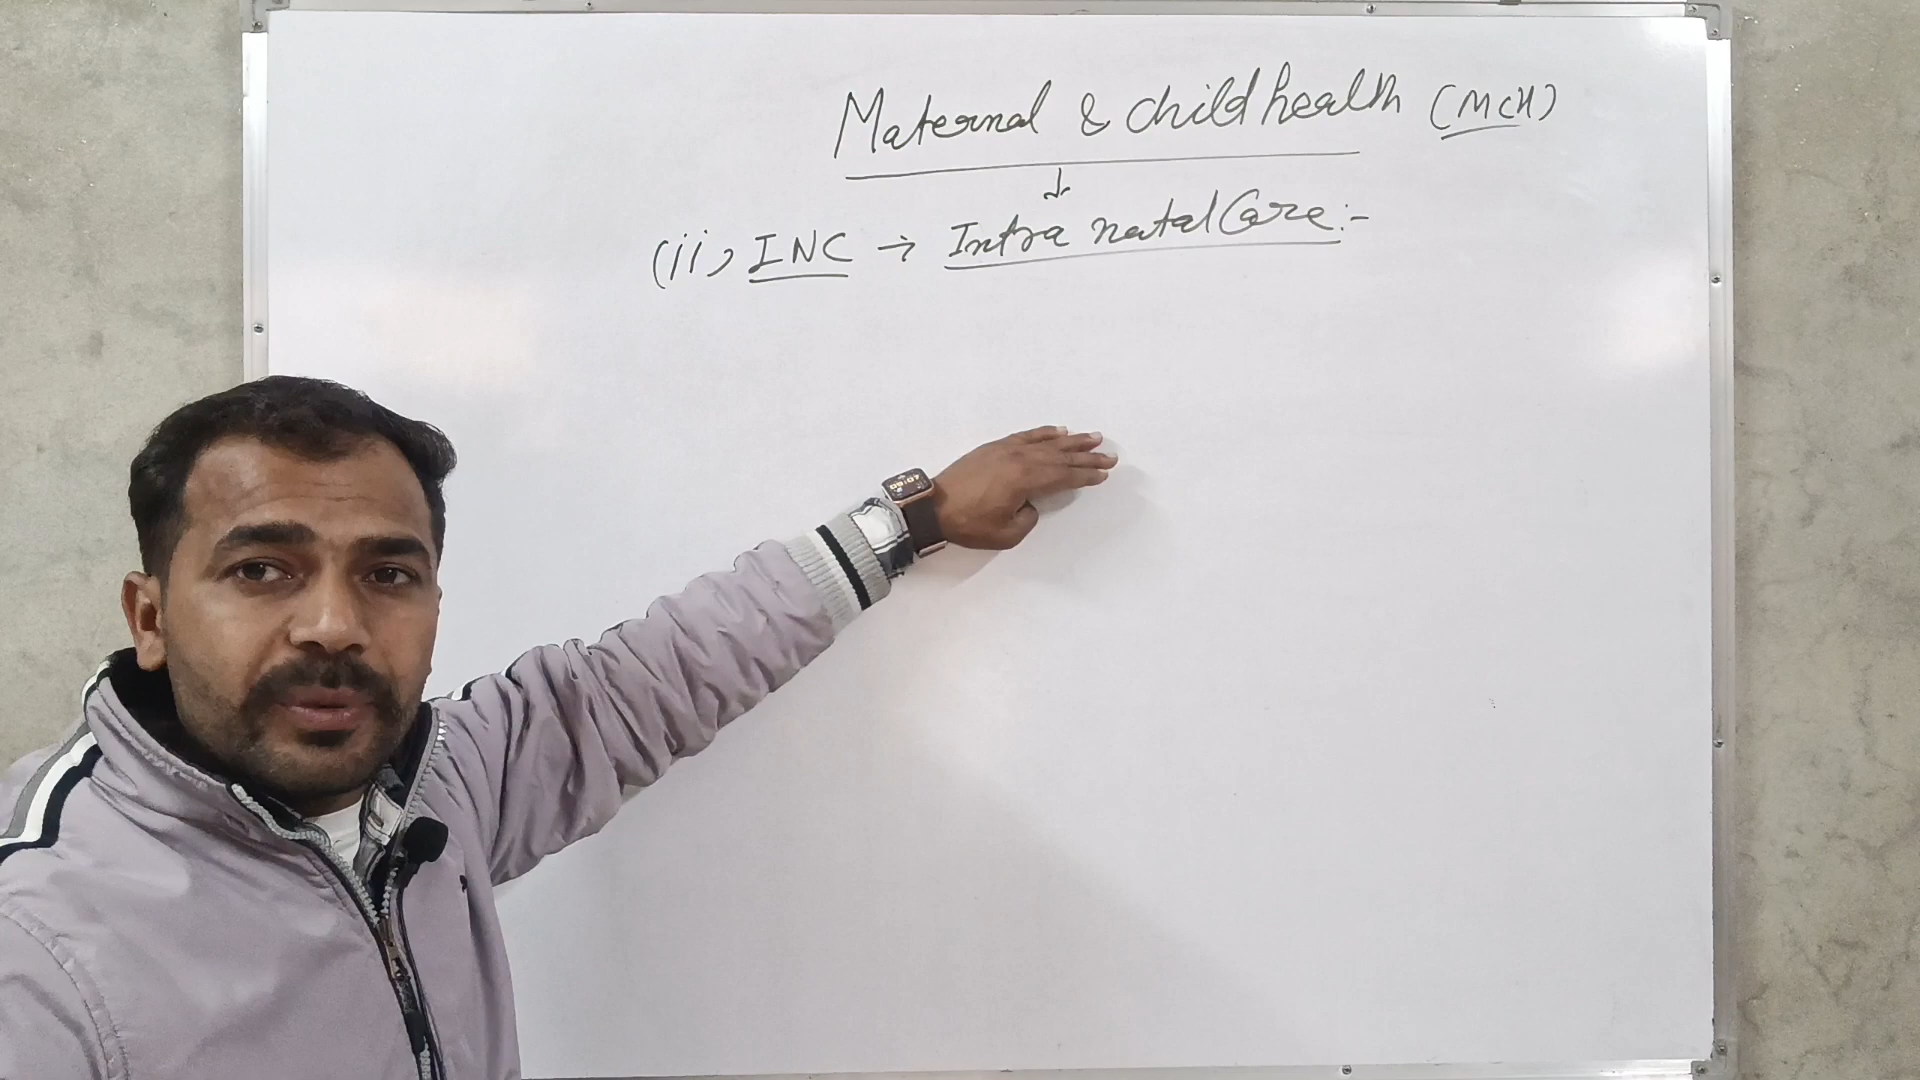 Maternal & child health (MCH)
(ii) INC → Intra natal Care:-